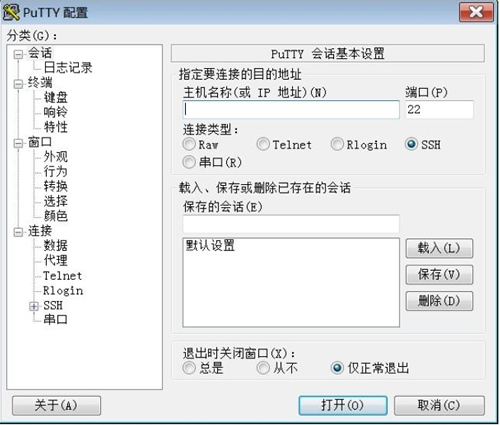 PuTTY 配置
分类(G):
会话
日志记录
终端
键盘
响铃
特性
窗口
外观
行为
转换
选择
颜色
连接
数据
代理
Telnet
Rlogin
SSH
串口
PuTTY 会话基本设置
指定要连接的目的地址
主机名称(或 IP 地址)(N) 端口(P)
22
连接类型:
Raw Telnet Rlogin SSH
串口(R)
载入、保存或删除已存在的会话
保存的会话(E)
默认设置
载入(L)
保存(V)
删除(D)
退出时关闭窗口(X):
总是 从不 仅正常退出
关于(A) 打开(O) 取消(C)